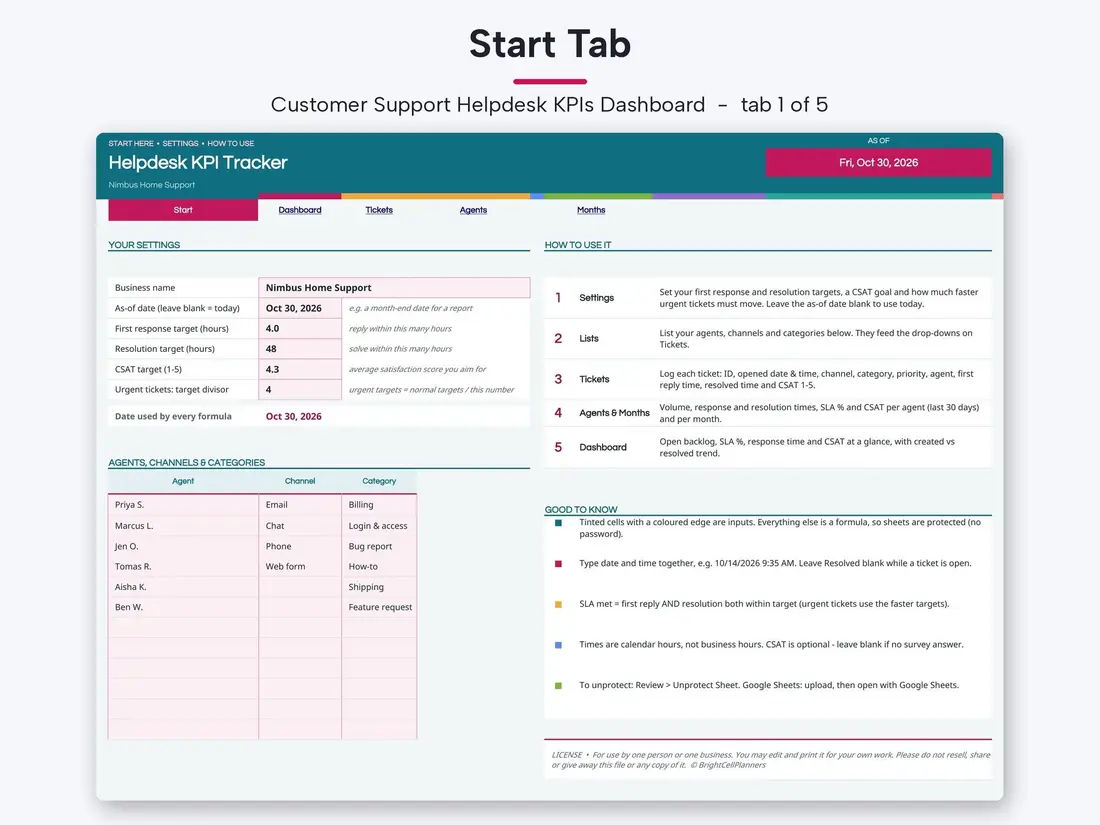 Start Tab
Customer Support Helpdesk KPIs Dashboard - tab 1 of 5
START HERE • SETTINGS • HOW TO USE
Helpdesk KPI Tracker
Nimbus Home Support
AS OF
Fri, Oct 30, 2026
Start
Dashboard
Tickets
Agents
Months
YOUR SETTINGS
Business name
Nimbus Home Support
As-of date (leave blank = today)
Oct 30, 2026
e.g. a month-end date for a report
First response target (hours)
4.0
reply within this many hours
Resolution target (hours)
48
solve within this many hours
CSAT target (1-5)
4.3
average satisfaction score you aim for
Urgent tickets: target divisor
4
urgent targets = normal targets / this number
Date used by every formula
Oct 30, 2026
AGENTS, CHANNELS & CATEGORIES
Agent
Channel
Category
Priya S.
Email
Billing
Marcus L.
Chat
Login & access
Jen O.
Phone
Bug report
Tomas R.
Web form
How-to
Aisha K.
Shipping
Ben W.
Feature request
HOW TO USE IT
1
Settings
Set your first response and resolution targets, a CSAT goal and how much faster
urgent tickets must move. Leave the as-of date blank to use today.
2
Lists
List your agents, channels and categories below. They feed the drop-downs on
Tickets.
3
Tickets
Log each ticket: ID, opened date & time, channel, category, priority, agent, first
reply time, resolved time and CSAT 1-5.
4
Agents & Months
Volume, response and resolution times, SLA % and CSAT per agent (last 30 days)
and per month.
5
Dashboard
Open backlog, SLA %, response time and CSAT at a glance, with created vs
resolved trend.
GOOD TO KNOW
Tinted cells with a coloured edge are inputs. Everything else is a formula, so sheets are protected (no
password).
Type date and time together, e.g. 10/14/2026 9:35 AM. Leave Resolved blank while a ticket is open.
SLA met = first reply AND resolution both within target (urgent tickets use the faster targets).
Times are calendar hours, not business hours. CSAT is optional - leave blank if no survey answer.
To unprotect: Review > Unprotect Sheet. Google Sheets: upload, then open with Google Sheets.
LICENSE • For use by one person or one business. You may edit and print it for your own work. Please do not resell, share
or give away this file or any copy of it. © BrightCellPlanners